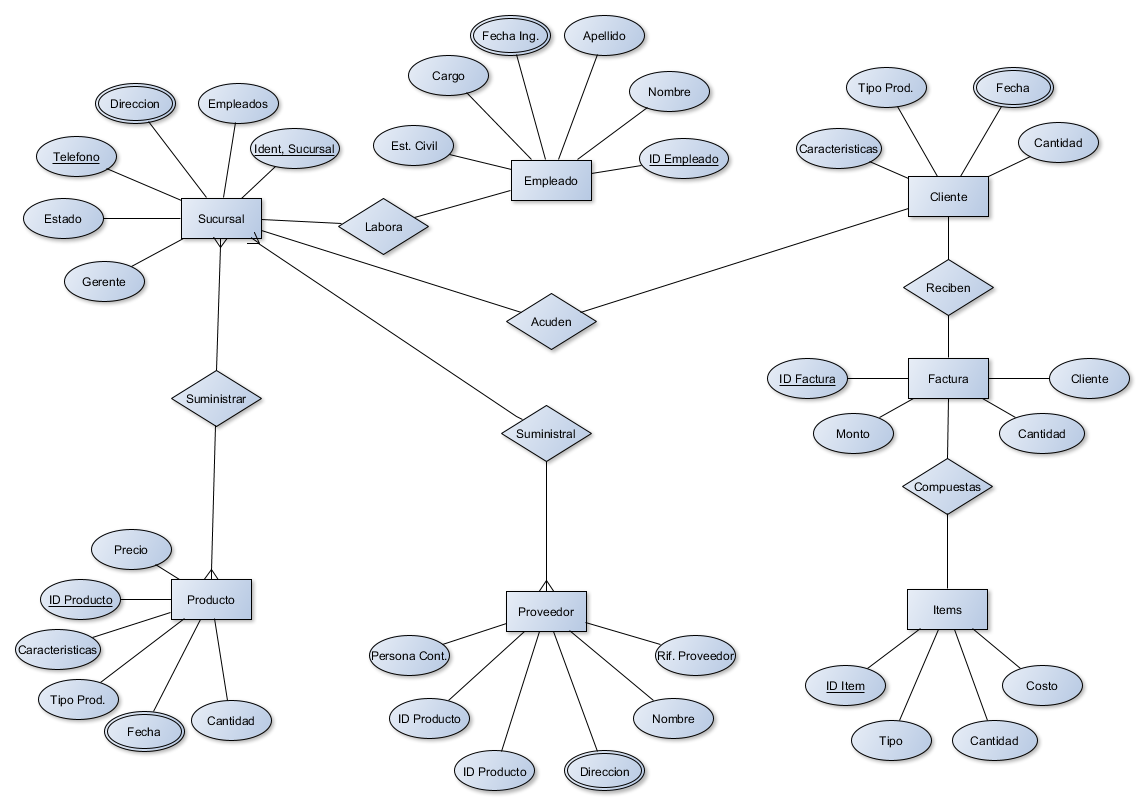 Fecha Ing.
Apellido
Cargo
Nombre
Est. Civil
ID Empleado
Empleado
Direccion
Empleados
Telefono
Ident, Sucursal
Estado
Sucursal
Gerente
Labora
Tipo Prod.
Fecha
Caracteristicas
Cantidad
Cliente
Acuden
Reciben
ID Factura
Factura
Cliente
Monto
Cantidad
Compuestas
Suministrar
Suministral
Precio
ID Producto
Producto
Caracteristicas
Tipo Prod.
Fecha
Cantidad
Proveedor
Persona Cont.
Rif. Proveedor
ID Producto
Nombre
ID Producto
Direccion
Items
ID Item
Costo
Tipo
Cantidad